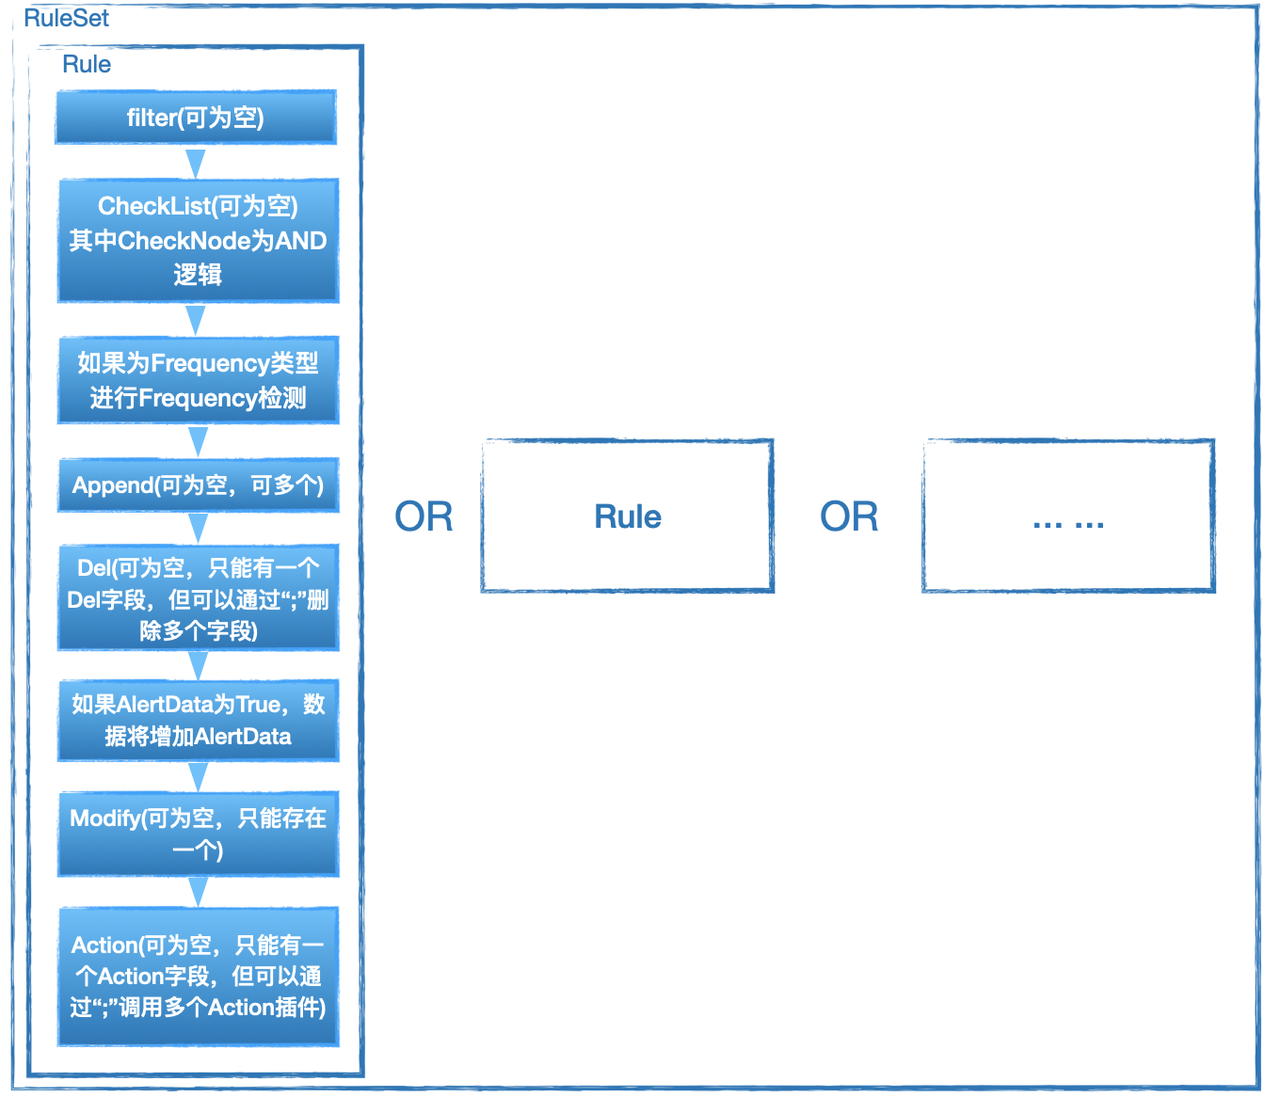 RuleSet
Rule
filter(可为空)
CheckList(可为空)
其中CheckNode为AND
逻辑
如果为Frequency类型
进行Frequency检测
Append(可为空，可多个)
Del(可为空，只能有一个
Del字段，但可以通过“;”删
除多个字段)
如果AlertData为True，数
据将增加AlertData
Modify(可为空，只能存在
一个)
Action(可为空，只能有一
个Action字段，但可以通
过“;”调用多个Action插件)
OR
Rule
OR
... ...